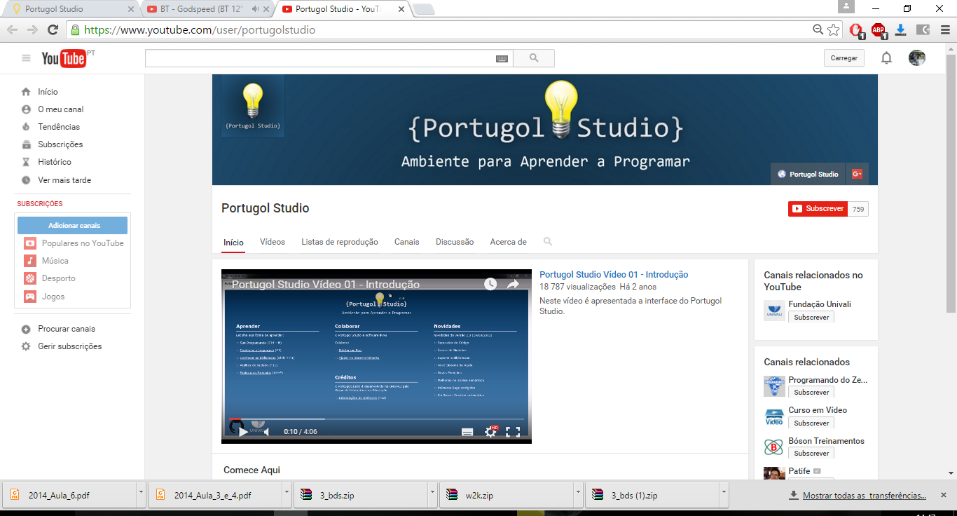 Portugol Studio
BT - Godspeed (BT 12"
Portugol Studio - YouT
https://www.youtube.com/user/portugolstudio
YouTube PT
Carregar
Início
O meu canal
Tendências
Subscrições
Histórico
Ver mais tarde
SUBSCRIÇÕES
Adicionar canais
Populares no YouTube
Música
Desporto
Jogos
Procurar canais
Gerir subscrições
{Portugol Studio}
{Portugol Studio}
Ambiente para Aprender a Programar
Portugol Studio
G+
Portugol Studio
Subscrever 759
Início Vídeos Listas de reprodução Canais Discussão Acerca de
Portugol Studio Vídeo 01 - Introdução
{Portugol Studio}
Ambiente para Aprender a Programar
Aprender Colaborar Novidades
Créditos
0:10 / 4:06
HD
Portugol Studio Vídeo 01 - Introdução
18 787 visualizações Há 2 anos
Neste vídeo é apresentada a interface do Portugol
Studio.
Comece Aqui
Canais relacionados no
YouTube
Fundação Univali
Subscrever
Canais relacionados
Programando do Ze...
Subscrever
Curso em Vídeo
Subscrever
Bóson Treinamentos
Subscrever
Patife
2014_Aula_6.pdf
2014_Aula_3_e_4.pdf
3_bds.zip
w2k.zip
3_bds (1).zip
Mostrar todas as transferências...